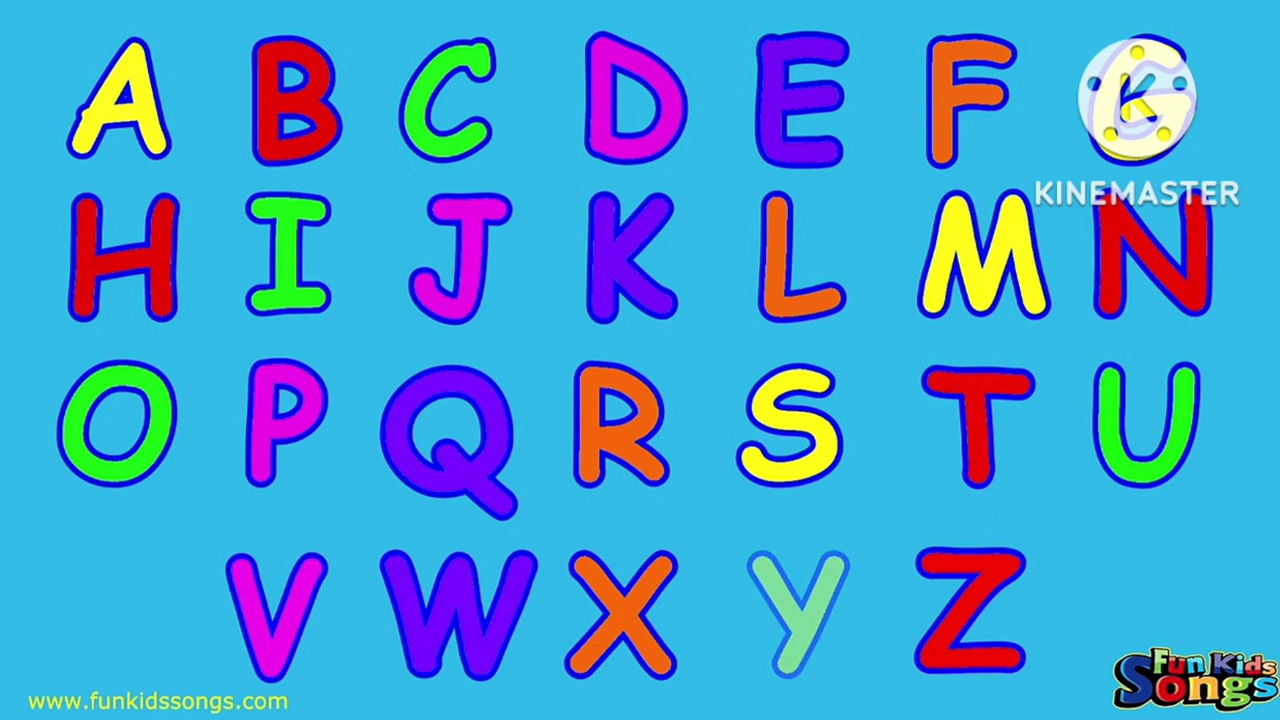 A B C D E F G
KINEMASTER
H I J K L M N
O P Q R S T U
V W X Y Z
www.funkidssongs.com
Fun Kids
Songs